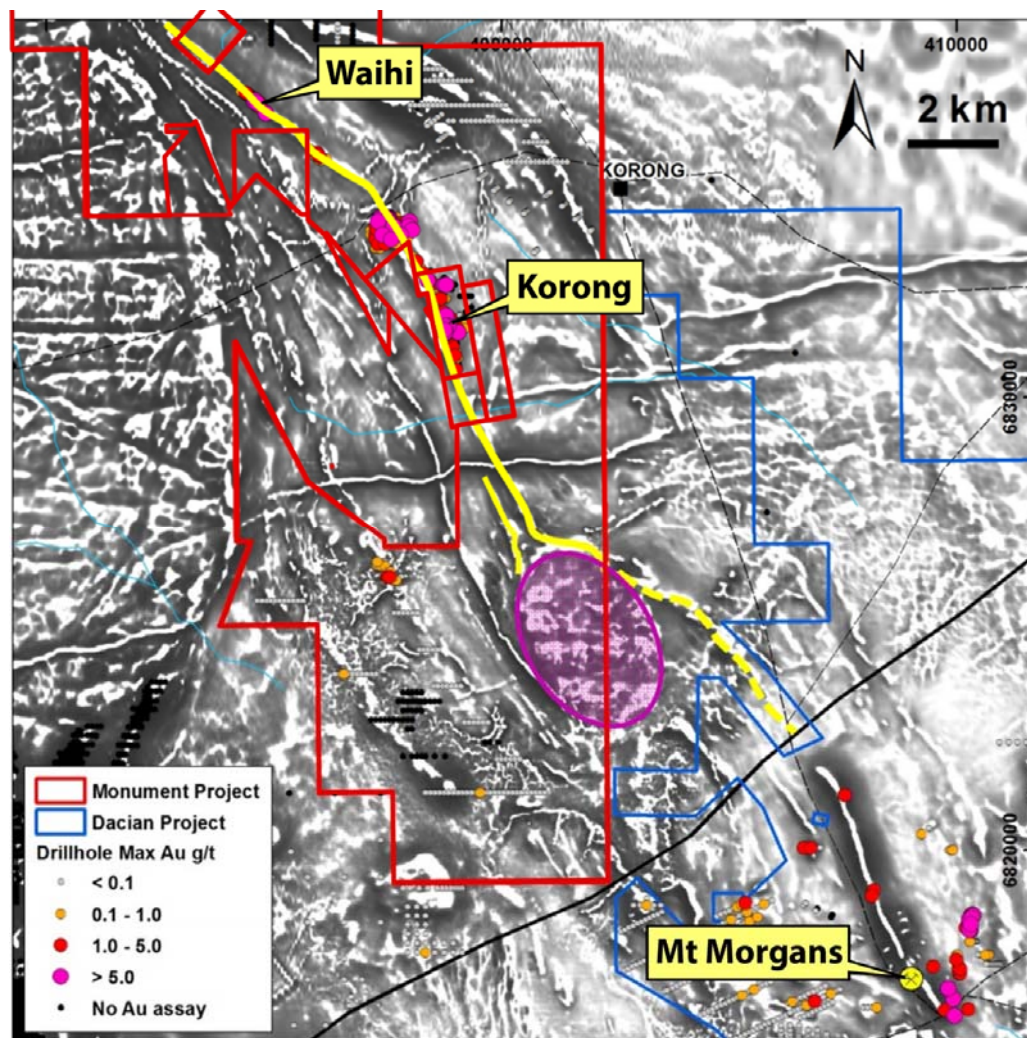 400000
410000
Waihi
N
2 km
KORONG
Korong
6830000
Monument Project
Dacian Project
Drillhole Max Au g/t
< 0.1
0.1 - 1.0
1.0 - 5.0
> 5.0
No Au assay
6820000
Mt Morgans